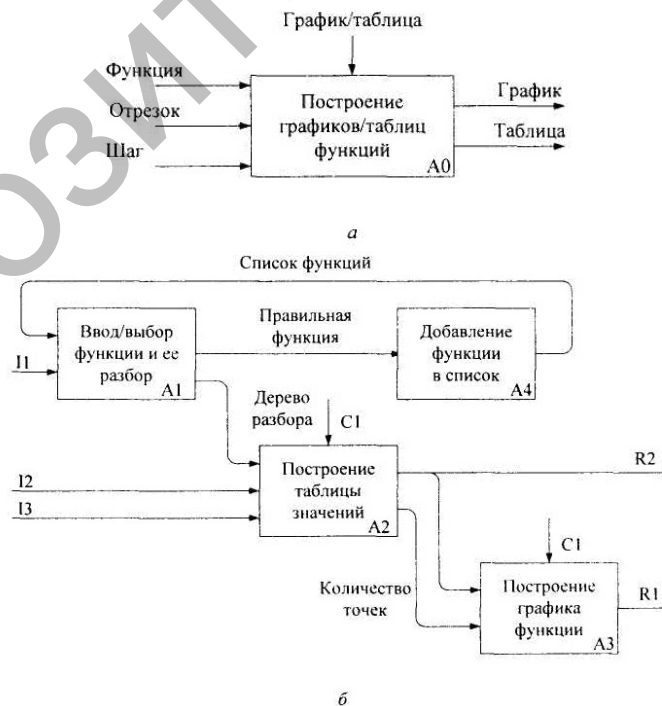 ОЗИТ
График/таблица
Функция
Отрезок
Шаг
Построение
графиков/таблиц
функций
A0
График
Таблица
а
Список функций
I1
Ввод/выбор
функции и ее
разбор
A1
Правильная
функция
Добавление
функции
в список
A4
Дерево
разбора
C1
I2
I3
Построение
таблицы
значений
A2
R2
Количество
точек
C1
Построение
графика
функции
A3
R1
б